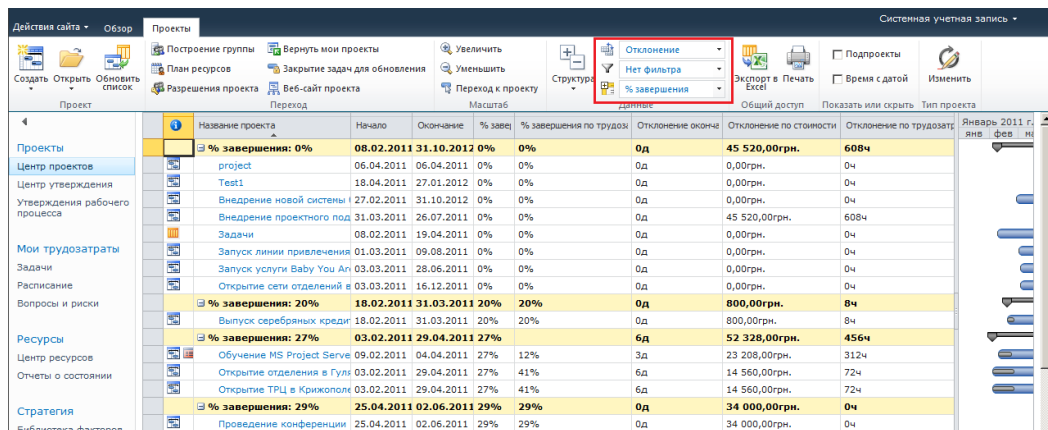 Действия сайта Обзор Проекты Системная учетная запись
Построение группы Вернуть мои проекты Увеличить Отклонение Подпроекты
План ресурсов Закрытие задач для обновления Уменьшить Нет фильтра
Создать Открыть Обновить список Разрешения проекта Веб-сайт проекта Переход к проекту Структура % завершения Экспорт в Excel Печать Время с датой Изменить
Проект Переход Масштаб Данные Общий доступ Показать или скрыть Тип проекта
Название проекта Начало Окончание % завер % завершения по трудоза Отклонение оконча Отклонение по стоимости Отклонение по трудозатр Январь 2011 г.
янв фев
Проекты
Центр проектов
Центр утверждения
Утверждения рабочего
процесса
Мои трудозатраты
Задачи
Расписание
Вопросы и риски
Ресурсы
Центр ресурсов
Отчеты о состоянии
Стратегия
Библиотека факторов
% завершения: 0% 08.02.2011 31.10.2012 0% 0% 0д 45 520,00грн. 608ч
project 06.04.2011 06.04.2011 0% 0% 0д 0,00грн. 0ч
Test1 18.04.2011 27.01.2012 0% 0% 0д 0,00грн. 0ч
Внедрение новой системы 27.02.2011 31.10.2012 0% 0% 0д 0,00грн. 0ч
Внедрение проектного под 31.03.2011 26.07.2011 0% 0% 0д 45 520,00грн. 608ч
Задачи 08.02.2011 19.04.2011 0% 0% 0д 0,00грн. 0ч
Запуск линии привлечения 01.03.2011 09.08.2011 0% 0% 0д 0,00грн. 0ч
Запуск услуги Baby You Ar 03.03.2011 28.06.2011 0% 0% 0д 0,00грн. 0ч
Открытие сети отделений в 03.03.2011 16.12.2011 0% 0% 0д 0,00грн. 0ч
% завершения: 20% 18.02.2011 31.03.2011 20% 20% 0д 800,00грн. 8ч
Выпуск серебряных креди 18.02.2011 31.03.2011 20% 20% 0д 800,00грн. 8ч
% завершения: 27% 03.02.2011 29.04.2011 27% 6д 52 328,00грн. 456ч
Обучение MS Project Serve 09.02.2011 04.04.2011 27% 12% 3д 23 208,00грн. 312ч
Открытие отделения в Гуля 03.02.2011 29.04.2011 27% 41% 6д 14 560,00грн. 72ч
Открытие ТРЦ в Крижополе 03.02.2011 29.04.2011 27% 41% 6д 14 560,00грн. 72ч
% завершения: 29% 25.04.2011 02.06.2011 29% 29% 0д 34 000,00грн. 0ч
Проведение конференции 25.04.2011 02.06.2011 29% 29% 0д 34 000,00грн. 0ч